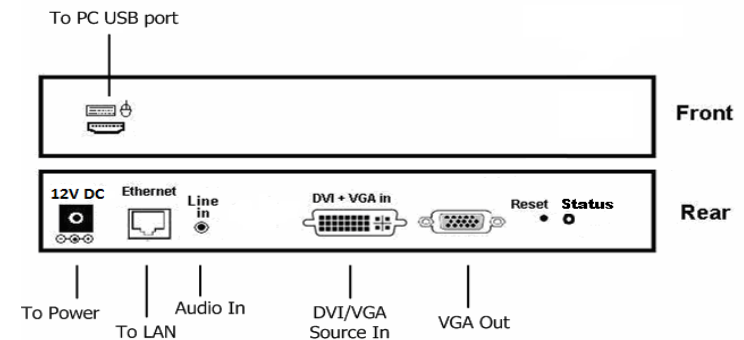 To PC USB port
Front
12V DC
Ethernet
Line
in
DVI + VGA in
Reset
Status
Rear
To Power
To LAN
Audio In
DVI/VGA
Source In
VGA Out